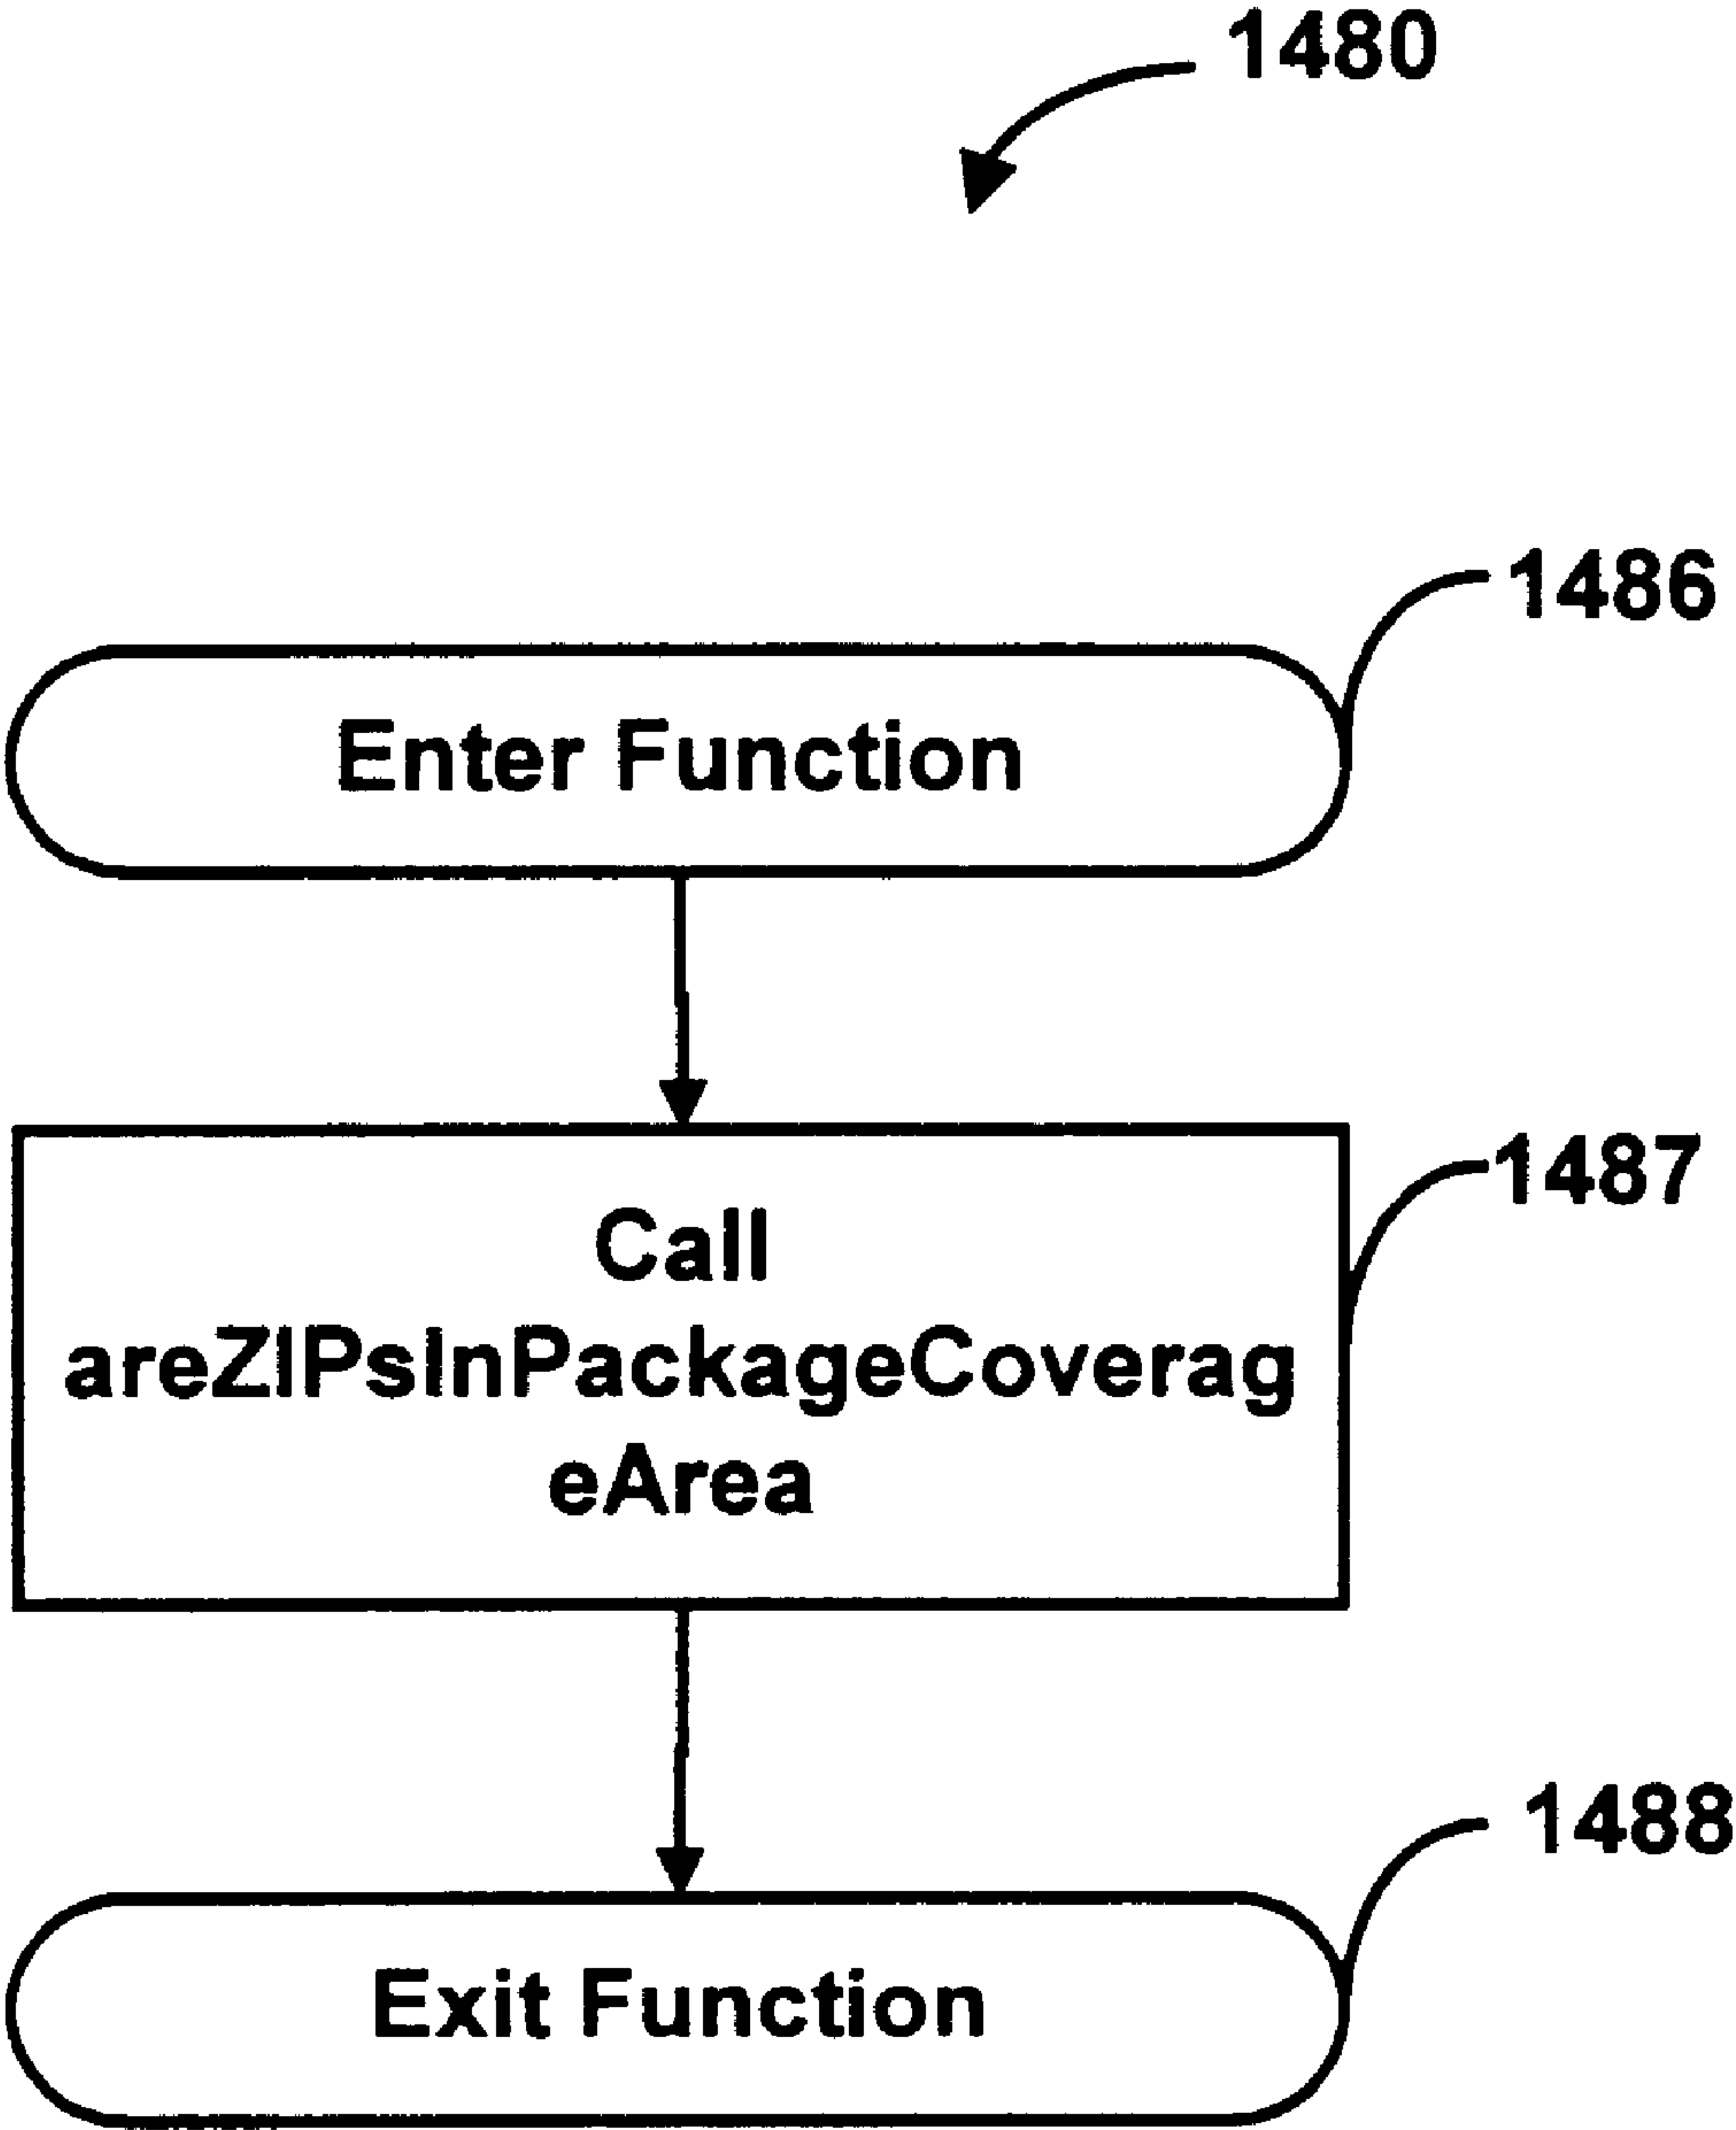 1480
1486
Enter Function
1487
Call
areZIPsInPackageCoverag
eArea
1488
Exit Function